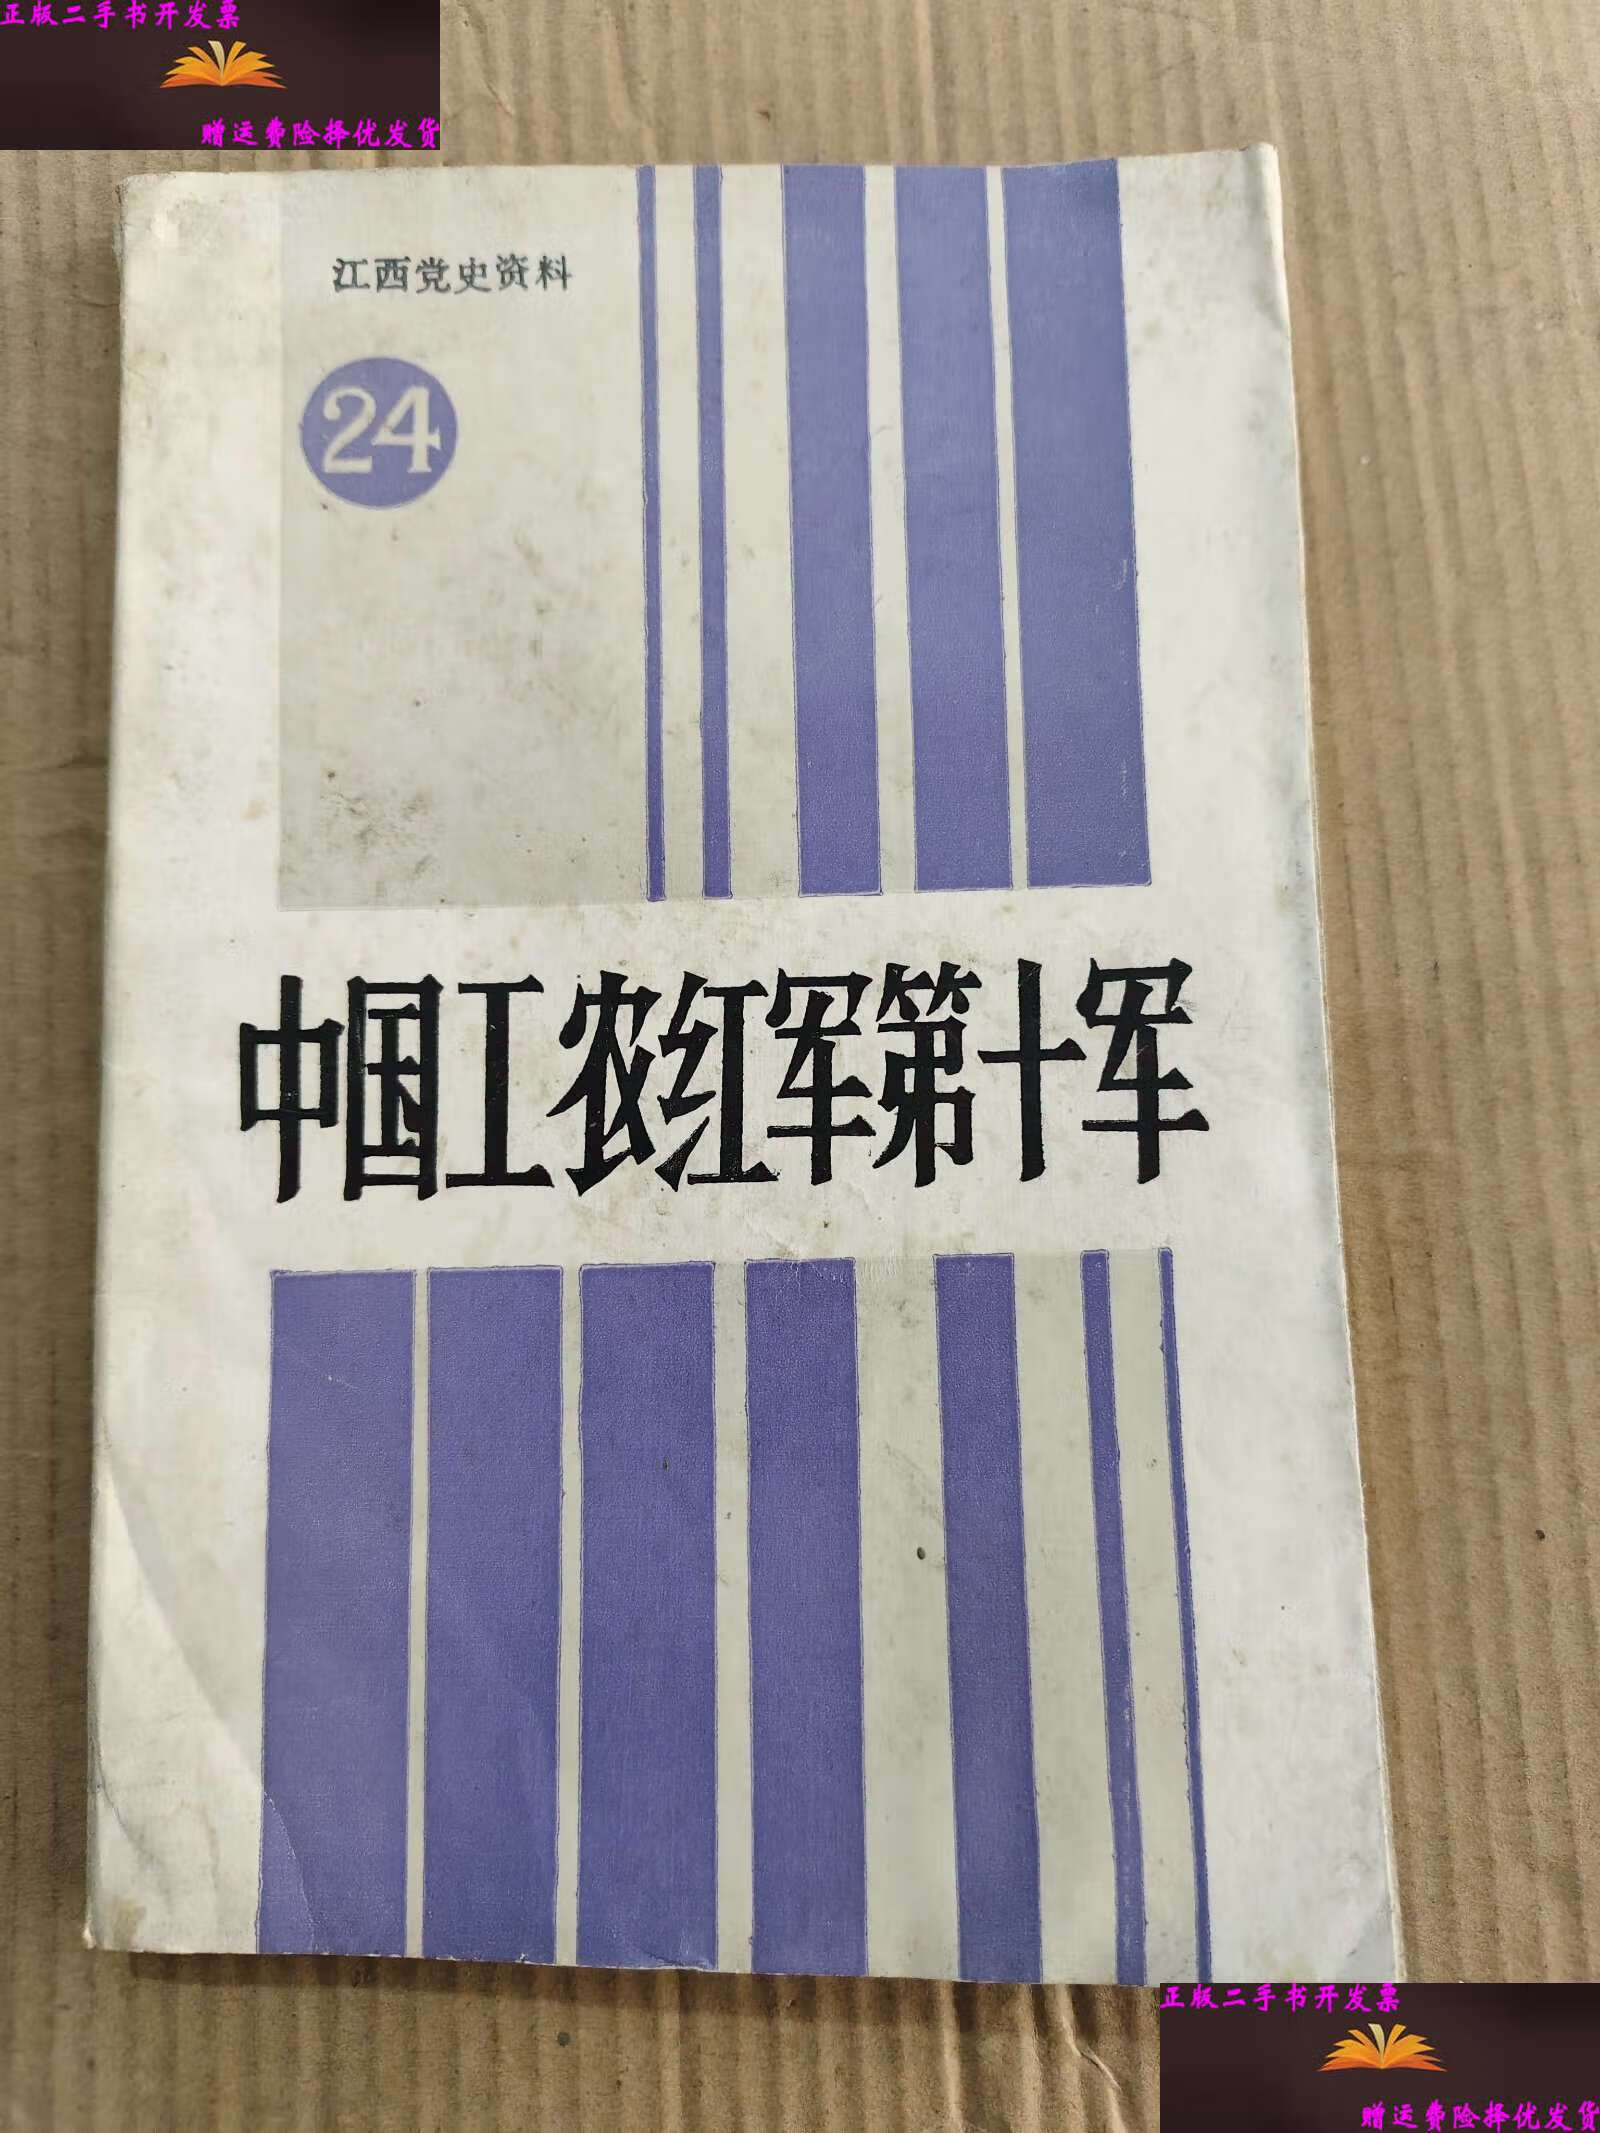 正版二手书开发票
赠运费险择优发货
江西党史资料
24
中国工农红军第十军
正版二手书开发票
赠运费险择优发货